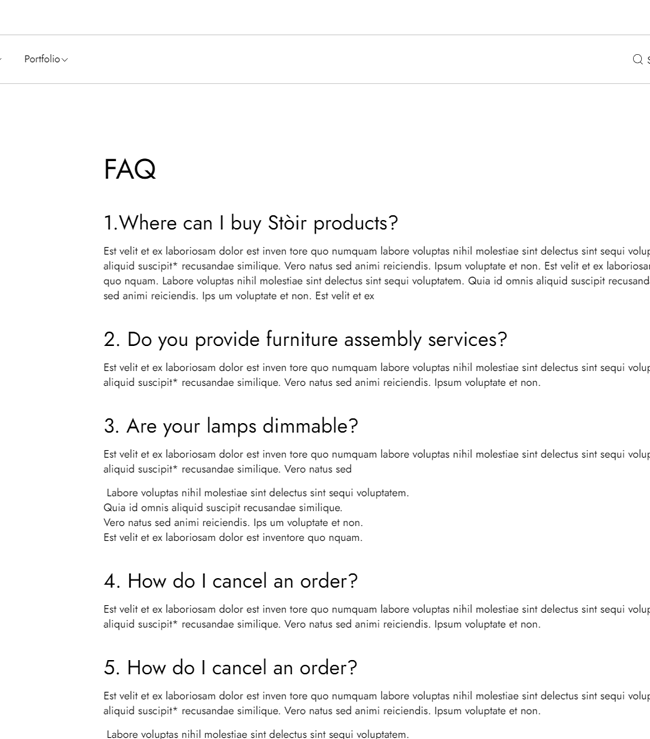 Portfolio
FAQ
1.Where can I buy Stòir products?
Est velit et ex laboriosam dolor est inven tore quo numquam labore voluptas nihil molestiae sint delectus sint sequi
aliquid suscipit* recusandae similique. Vero natus sed animi reiciendis. Ipsum voluptate et non. Est velit et ex
quo nquam. Labore voluptas nihil molestiae sint delectus sint sequi voluptatem. Quia id omnis aliquid suscipit
sed animi reiciendis. Ips um voluptate et non. Est velit et ex
2. Do you provide furniture assembly services?
Est velit et ex laboriosam dolor est inven tore quo numquam labore voluptas nihil molestiae sint delectus sint sequi
aliquid suscipit* recusandae similique. Vero natus sed animi reiciendis. Ipsum voluptate et non.
3. Are your lamps dimmable?
Est velit et ex laboriosam dolor est inven tore quo numquam labore voluptas nihil molestiae sint delectus sint sequi
aliquid suscipit* recusandae similique. Vero natus sed
Labore voluptas nihil molestiae sint delectus sint sequi voluptatem.
Quia id omnis aliquid suscipit recusandae similique.
Vero natus sed animi reiciendis. Ips um voluptate et non.
Est velit et ex laboriosam dolor est inventore quo nquam.
4. How do I cancel an order?
Est velit et ex laboriosam dolor est inven tore quo numquam labore voluptas nihil molestiae sint delectus sint sequi
aliquid suscipit* recusandae similique. Vero natus sed animi reiciendis. Ipsum voluptate et non.
5. How do I cancel an order?
Est velit et ex laboriosam dolor est inven tore quo numquam labore voluptas nihil molestiae sint delectus sint sequi
aliquid suscipit* recusandae similique. Vero natus sed animi reiciendis. Ipsum voluptate et non.
Labore voluptas nihil molestiae sint delectus sint sequi voluptatem.